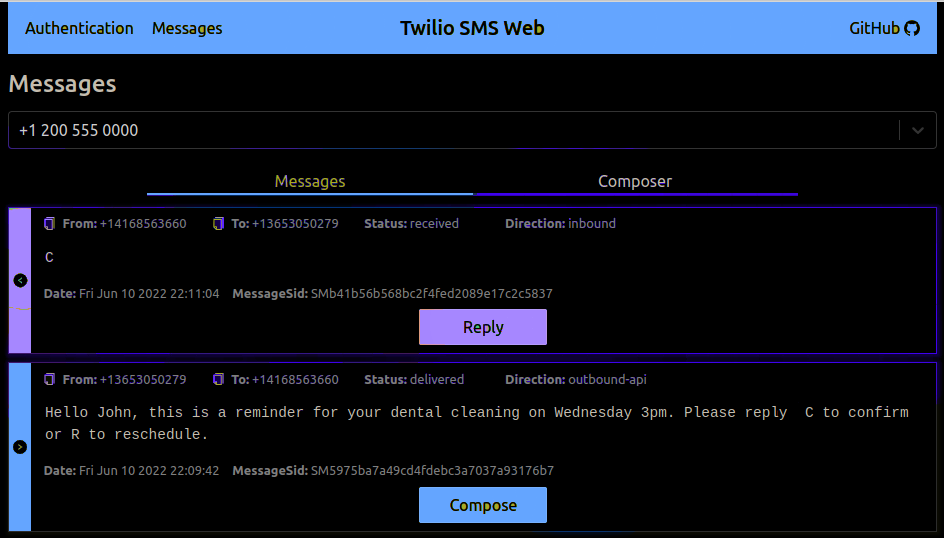 Authentication Messages Twilio SMS Web GitHub
Messages
+1 200 555 0000
Messages Composer
From: +14168563660 To: +13653050279 Status: received Direction: inbound
C
Date: Fri Jun 10 2022 22:11:04 MessageSid: SMb41b56b568bc2f4fed2089e17c2c5837
Reply
From: +13653050279 To: +14168563660 Status: delivered Direction: outbound-api
Hello John, this is a reminder for your dental cleaning on Wednesday 3pm. Please reply  C to confirm
or R to reschedule.
Date: Fri Jun 10 2022 22:09:42 MessageSid: SM5975ba7a49cd4fdebc3a7037a93176b7
Compose